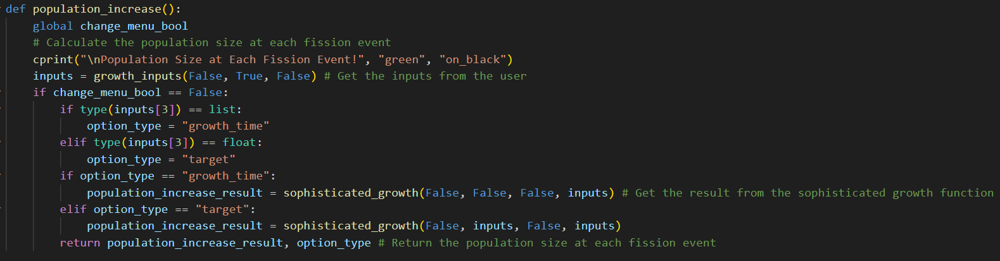 def population_increase():
    global change_menu_bool
    # Calculate the population size at each fission event
    cprint("\nPopulation Size at Each Fission Event!", "green", "on_black")
    inputs = growth_inputs(False, True, False) # Get the inputs from the user
    if change_menu_bool == False:
        if type(inputs[3]) == list:
            option_type = "growth_time"
        elif type(inputs[3]) == float:
            option_type = "target"
        if option_type == "growth_time":
            population_increase_result = sophisticated_growth(False, False, False, inputs) # Get the result from the sophisticated growth function
        elif option_type == "target":
            population_increase_result = sophisticated_growth(False, inputs, False, inputs)
        return population_increase_result, option_type # Return the population size at each fission event